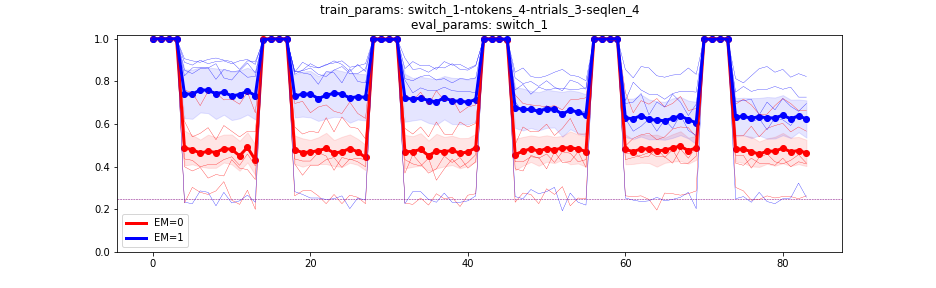 train_params: switch_1-ntokens_4-ntrials_3-seqlen_4
eval_params: switch_1
1.0
0.8
0.6
0.4
0.2
0.0
EM=0
EM=1
0 20 40 60 80